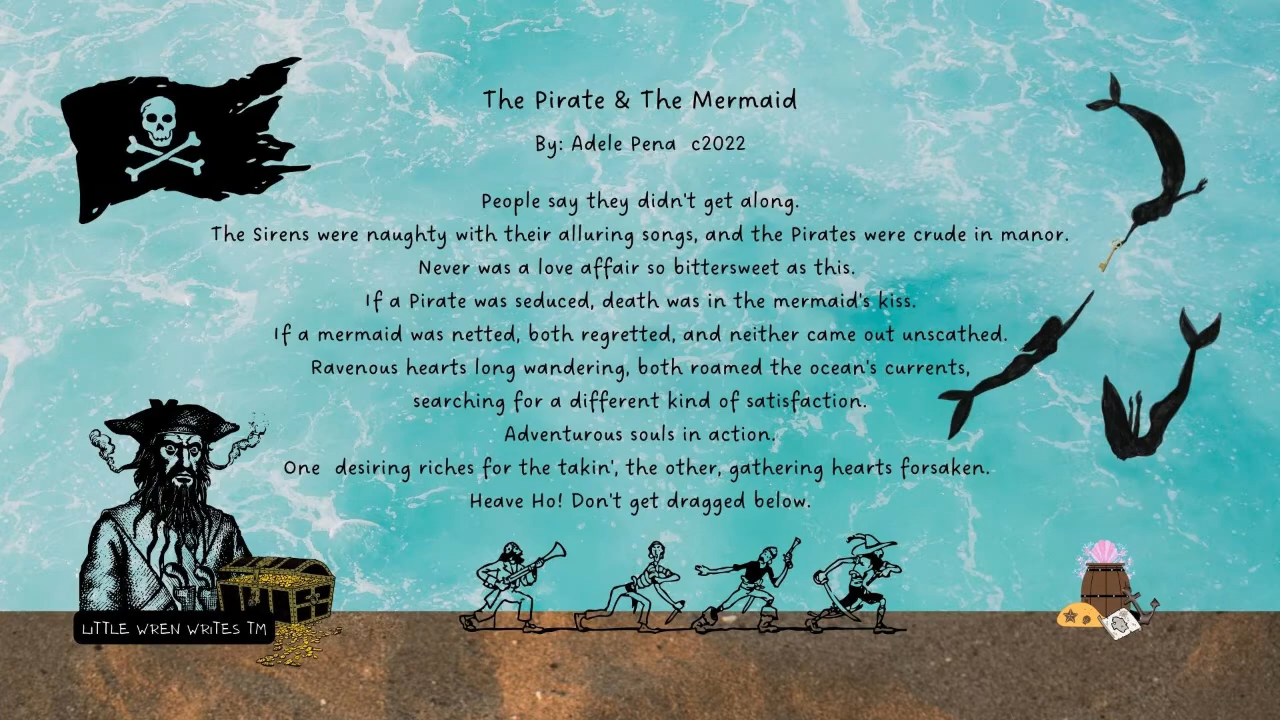 The Pirate & The Mermaid
By: Adele Pena c2022
People say they didn't get along.
The Sirens were naughty with their alluring songs, and the Pirates were crude in manor.
Never was a love affair so bittersweet as this.
If a Pirate was seduced, death was in the mermaid's kiss.
If a mermaid was netted, both regretted, and neither came out unscathed.
Ravenous hearts long wandering, both roamed the ocean's currents,
searching for a different kind of satisfaction.
Adventurous souls in action.
One  desiring riches for the takin', the other, gathering hearts forsaken.
Heave Ho! Don't get dragged below.
LITTLE WREN WRITES TM